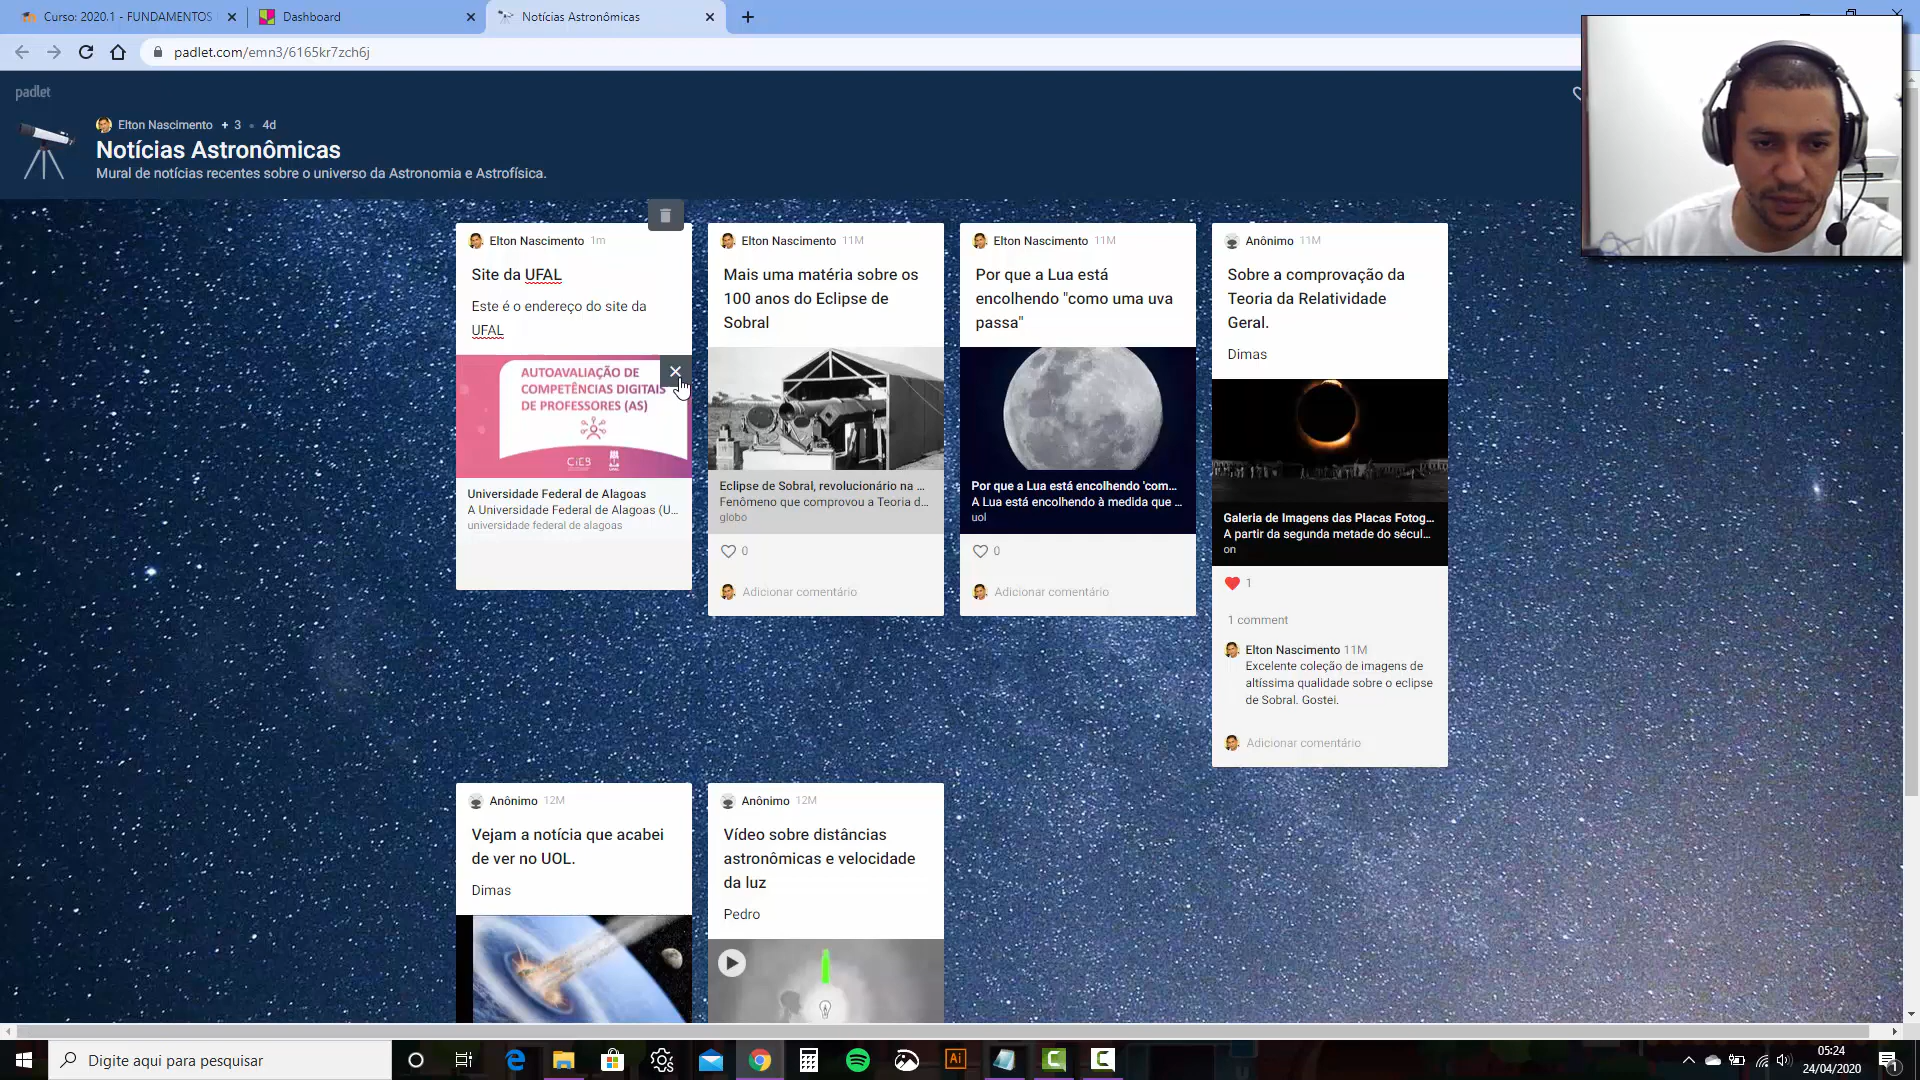 Curso: 2020.1 - FUNDAMENTOS
Dashboard
Notícias Astronômicas
padlet.com/emn3/6165kr7zch6j
padlet
Elton Nascimento + 3 • 4d
Notícias Astronômicas
Mural de notícias recentes sobre o universo da Astronomia e Astrofísica.
Elton Nascimento 1m
Site da UFAL
Este é o endereço do site da
UFAL
AUTOAVALIAÇÃO DE
COMPETÊNCIAS DIGITAIS
DE PROFESSORES (AS)
CIEB
Universidade Federal de Alagoas
A Universidade Federal de Alagoas (U...
universidade federal de alagoas
Elton Nascimento 11M
Mais uma matéria sobre os
100 anos do Eclipse de
Sobral
Eclipse de Sobral, revolucionário na ...
Fenômeno que comprovou a Teoria d...
globo
0
Adicionar comentário
Elton Nascimento 11M
Por que a Lua está
encolhendo "como uma uva
passa"
Por que a Lua está encolhendo 'com...
A Lua está encolhendo à medida que ...
uol
0
Adicionar comentário
Anônimo 11M
Sobre a comprovação da
Teoria da Relatividade
Geral.
Dimas
Galeria de Imagens das Placas Fotog...
A partir da segunda metade do sécul...
on
1
1 comment
Elton Nascimento 11M
Excelente coleção de imagens de
altíssima qualidade sobre o eclipse
de Sobral. Gostei.
Adicionar comentário
Anônimo 12M
Vejam a notícia que acabei
de ver no UOL.
Dimas
Anônimo 12M
Vídeo sobre distâncias
astronômicas e velocidade
da luz
Pedro
Digite aqui para pesquisar
Ai
05:24
24/04/2020
1